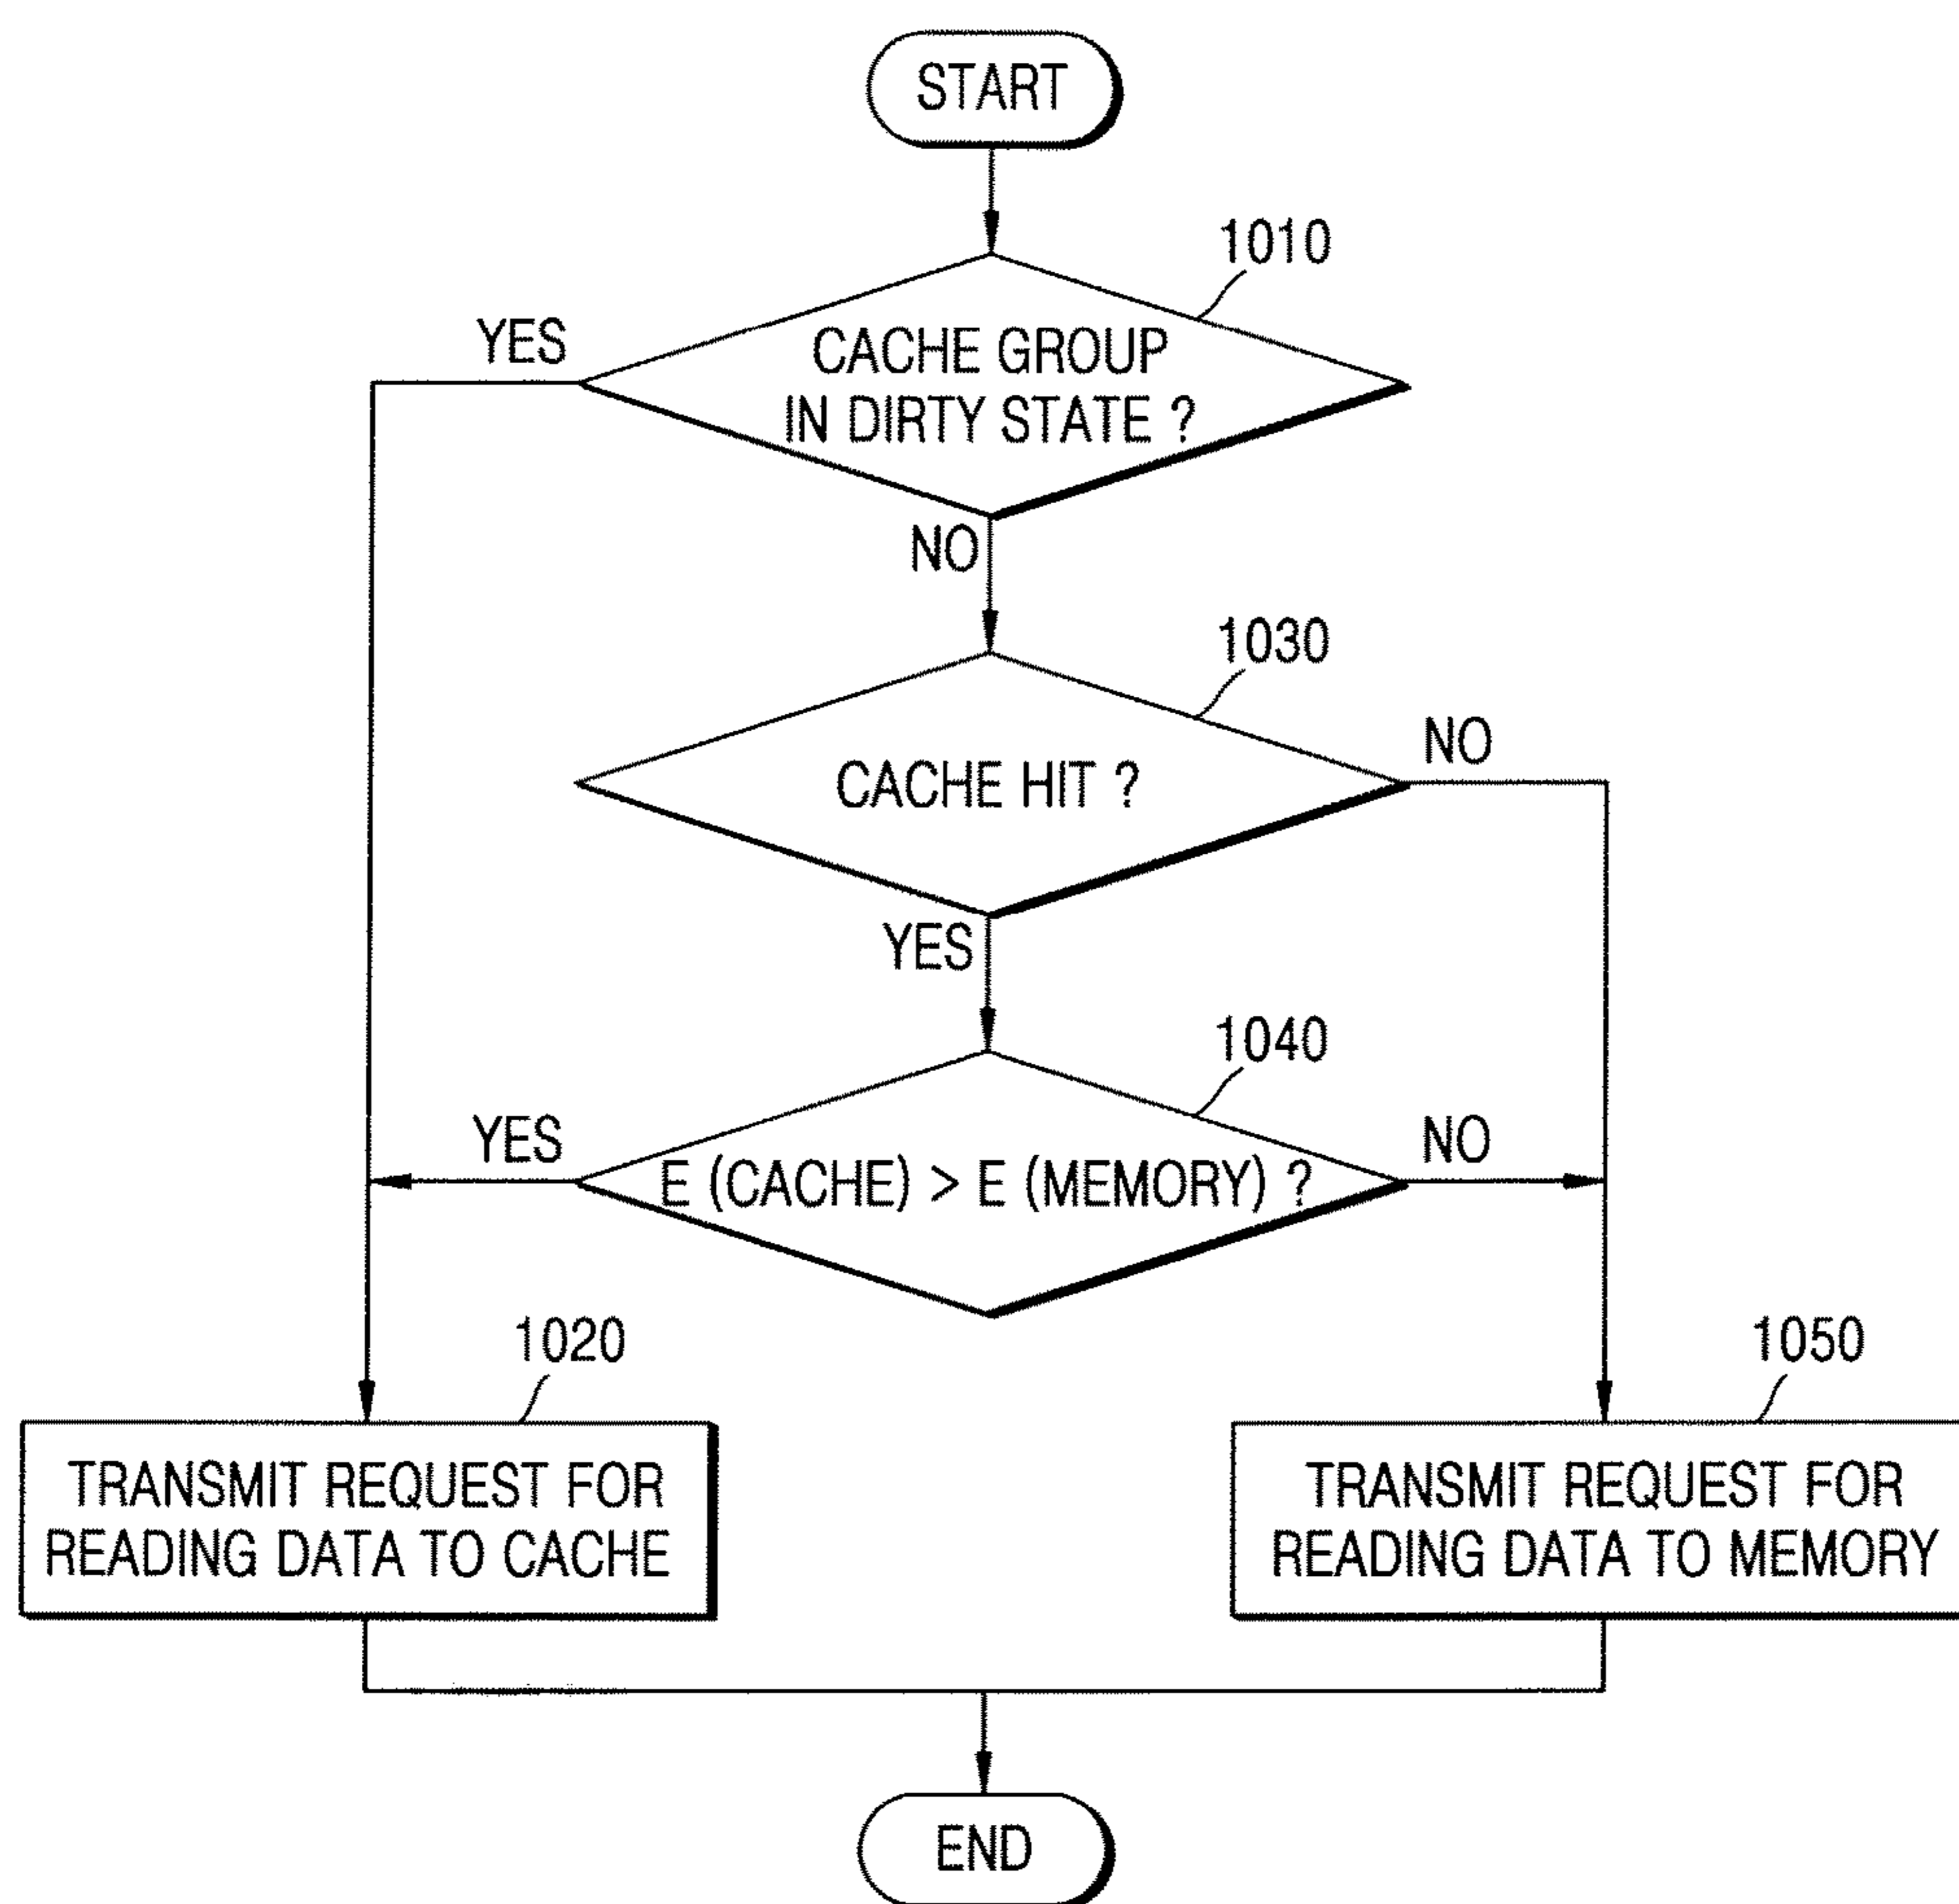 START
1010
YES
CACHE GROUP
IN DIRTY STATE ?
NO
1030
NO
CACHE HIT ?
YES
1040
YES
E (CACHE) > E (MEMORY) ?
NO
1020
1050
TRANSMIT REQUEST FOR
READING DATA TO CACHE
TRANSMIT REQUEST FOR
READING DATA TO MEMORY
END